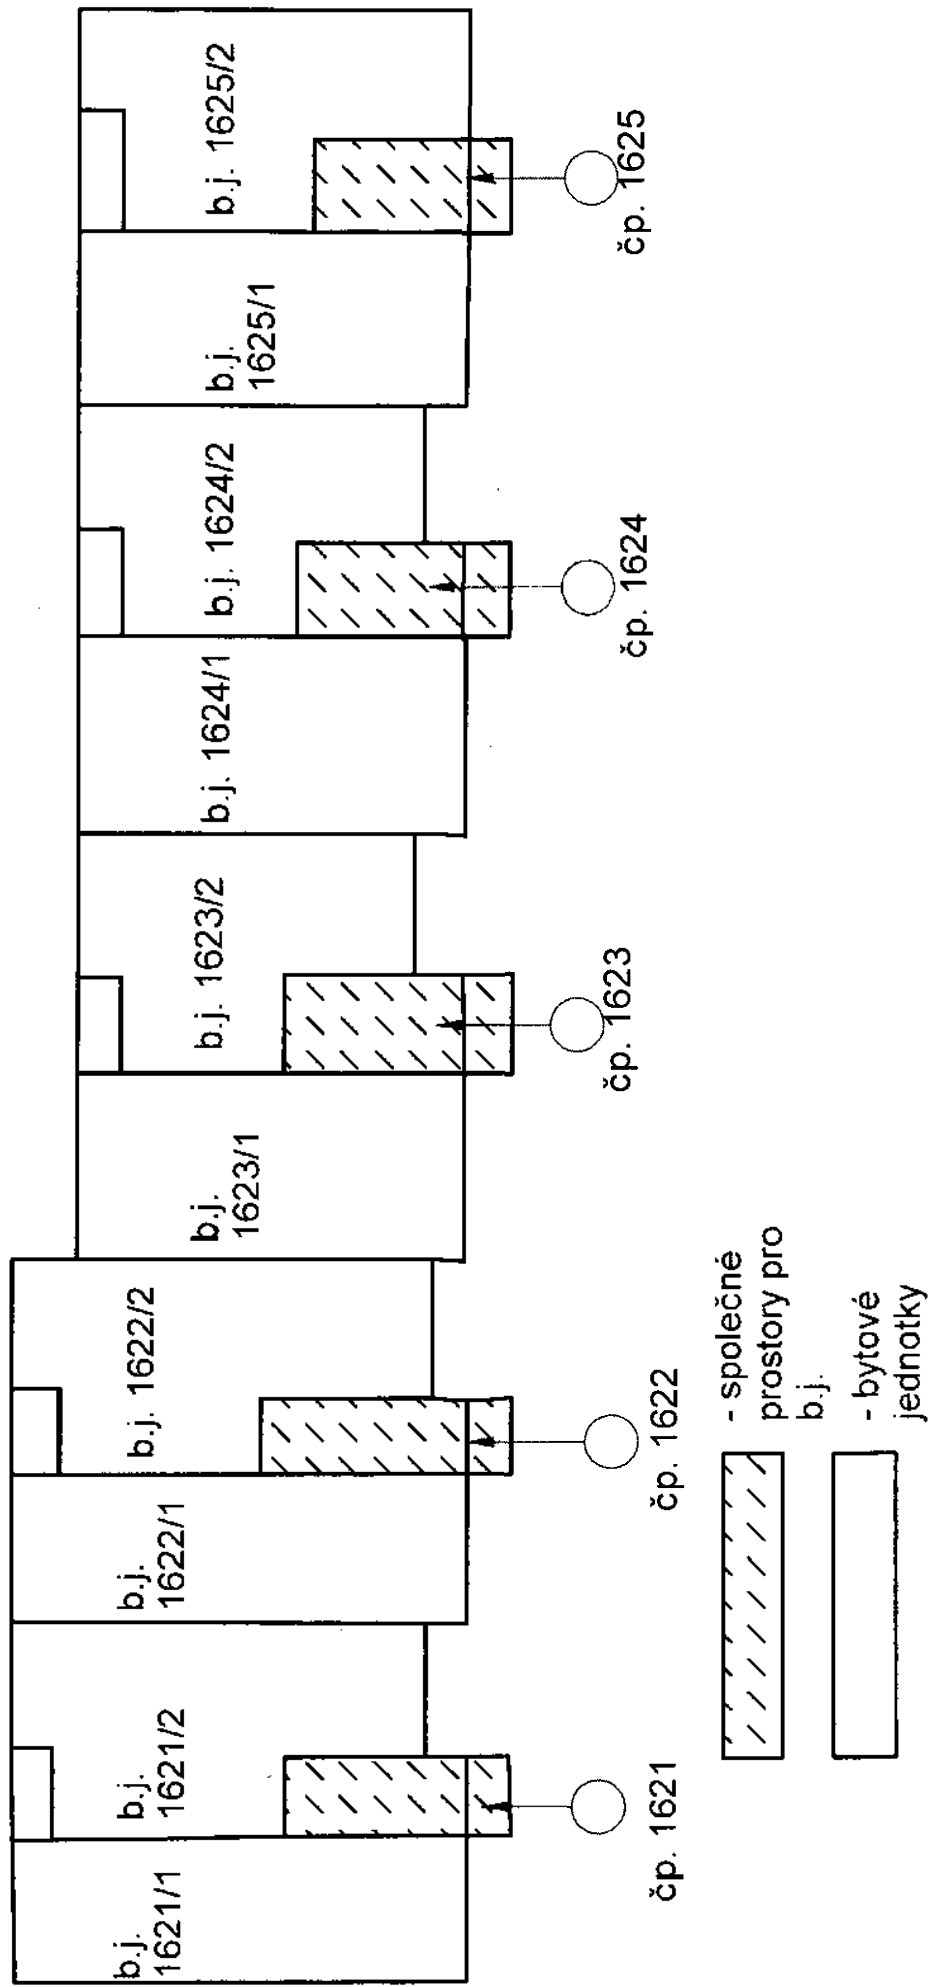 b.j.
1621/1
b.j.
1621/2
b.j.
1622/1
b.j. 1622/2
b.j.
1623/1
b.j. 1623/2
b.j. 1624/1
b.j. 1624/2
b.j.
1625/1
b.j. 1625/2
čp. 1621
čp. 1622
čp. 1623
čp. 1624
čp. 1625
- společné
prostory pro
b.j.
- bytové
jednotky